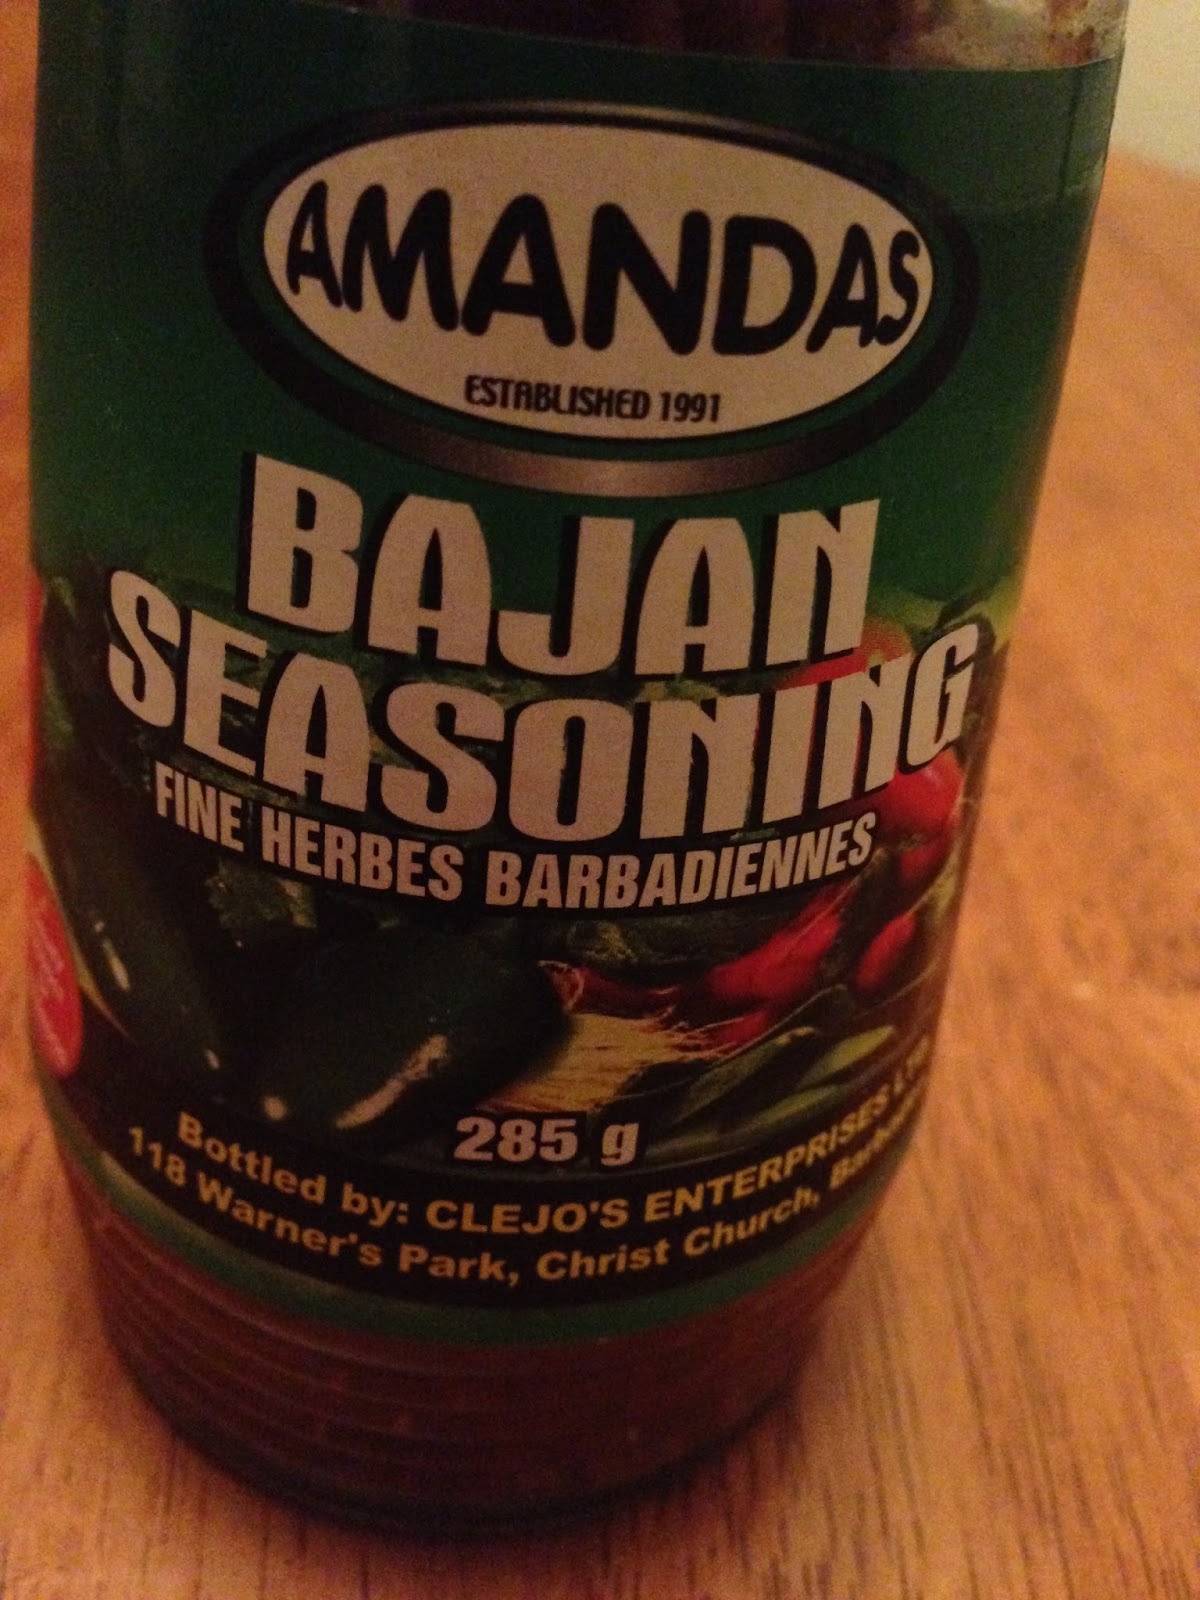 AMANDAS
ESTABLISHED 1991
BAJAN
SEASONING
FINE HERBES BARBADIENNES
285 g
Bottled by: CLEJO'S ENTERPRISES
118 Warner's Park, Christ Church,